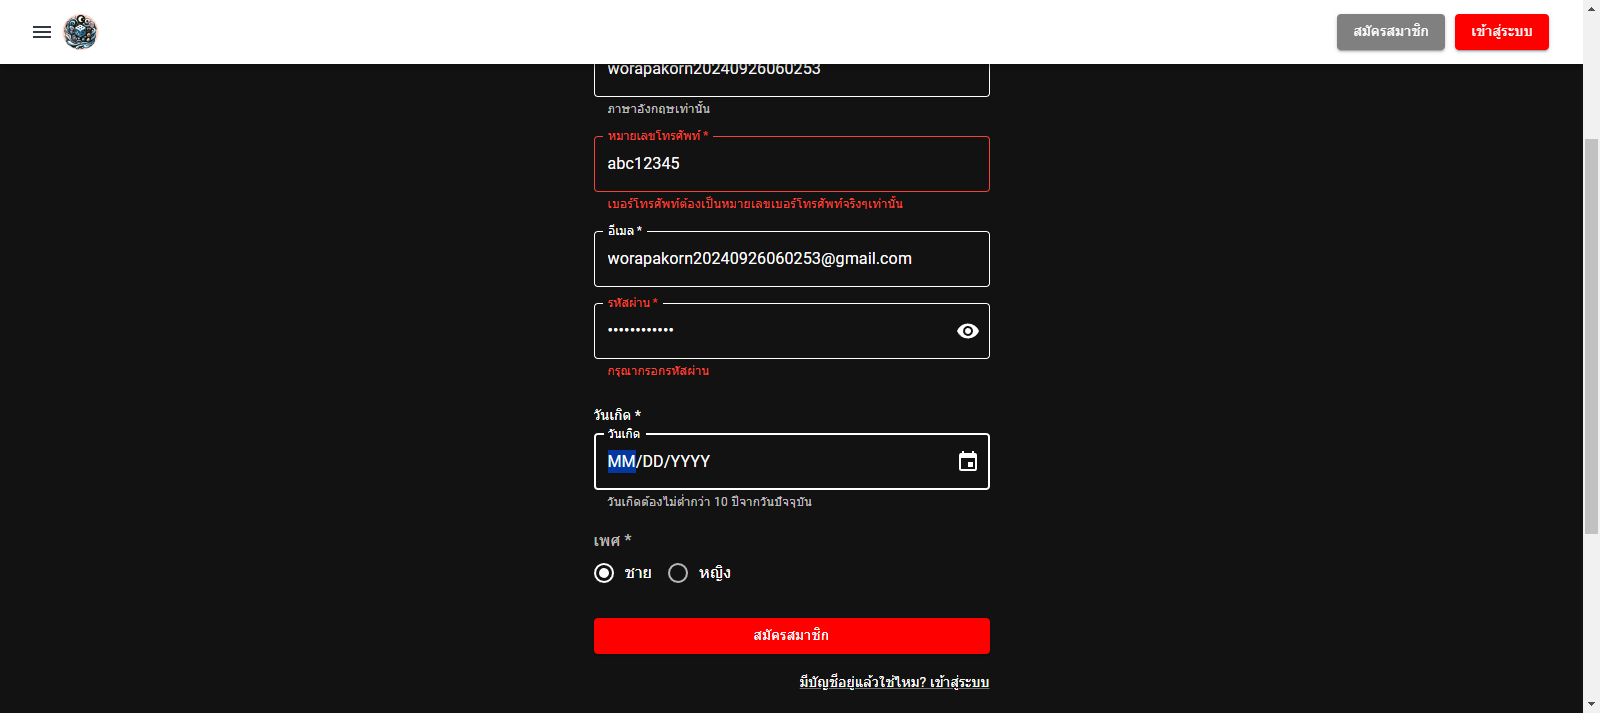 สมัครสมาชิก
เข้าสู่ระบบ
worapakorn20240926060253
ภาษาอังกฤษเท่านั้น
หมายเลขโทรศัพท์ *
abc12345
เบอร์โทรศัพท์ต้องเป็นหมายเลขเบอร์โทรศัพท์จริงๆเท่านั้น
อีเมล *
worapakorn20240926060253@gmail.com
รหัสผ่าน *
••••••••••••
กรุณากรอกรหัสผ่าน
วันเกิด *
วันเกิด
MM/DD/YYYY
วันเกิดต้องไม่ต่ำกว่า 10 ปีจากวันปัจจุบัน
เพศ *
ชาย
หญิง
สมัครสมาชิก
มีบัญชีอยู่แล้วใช่ไหม? เข้าสู่ระบบ